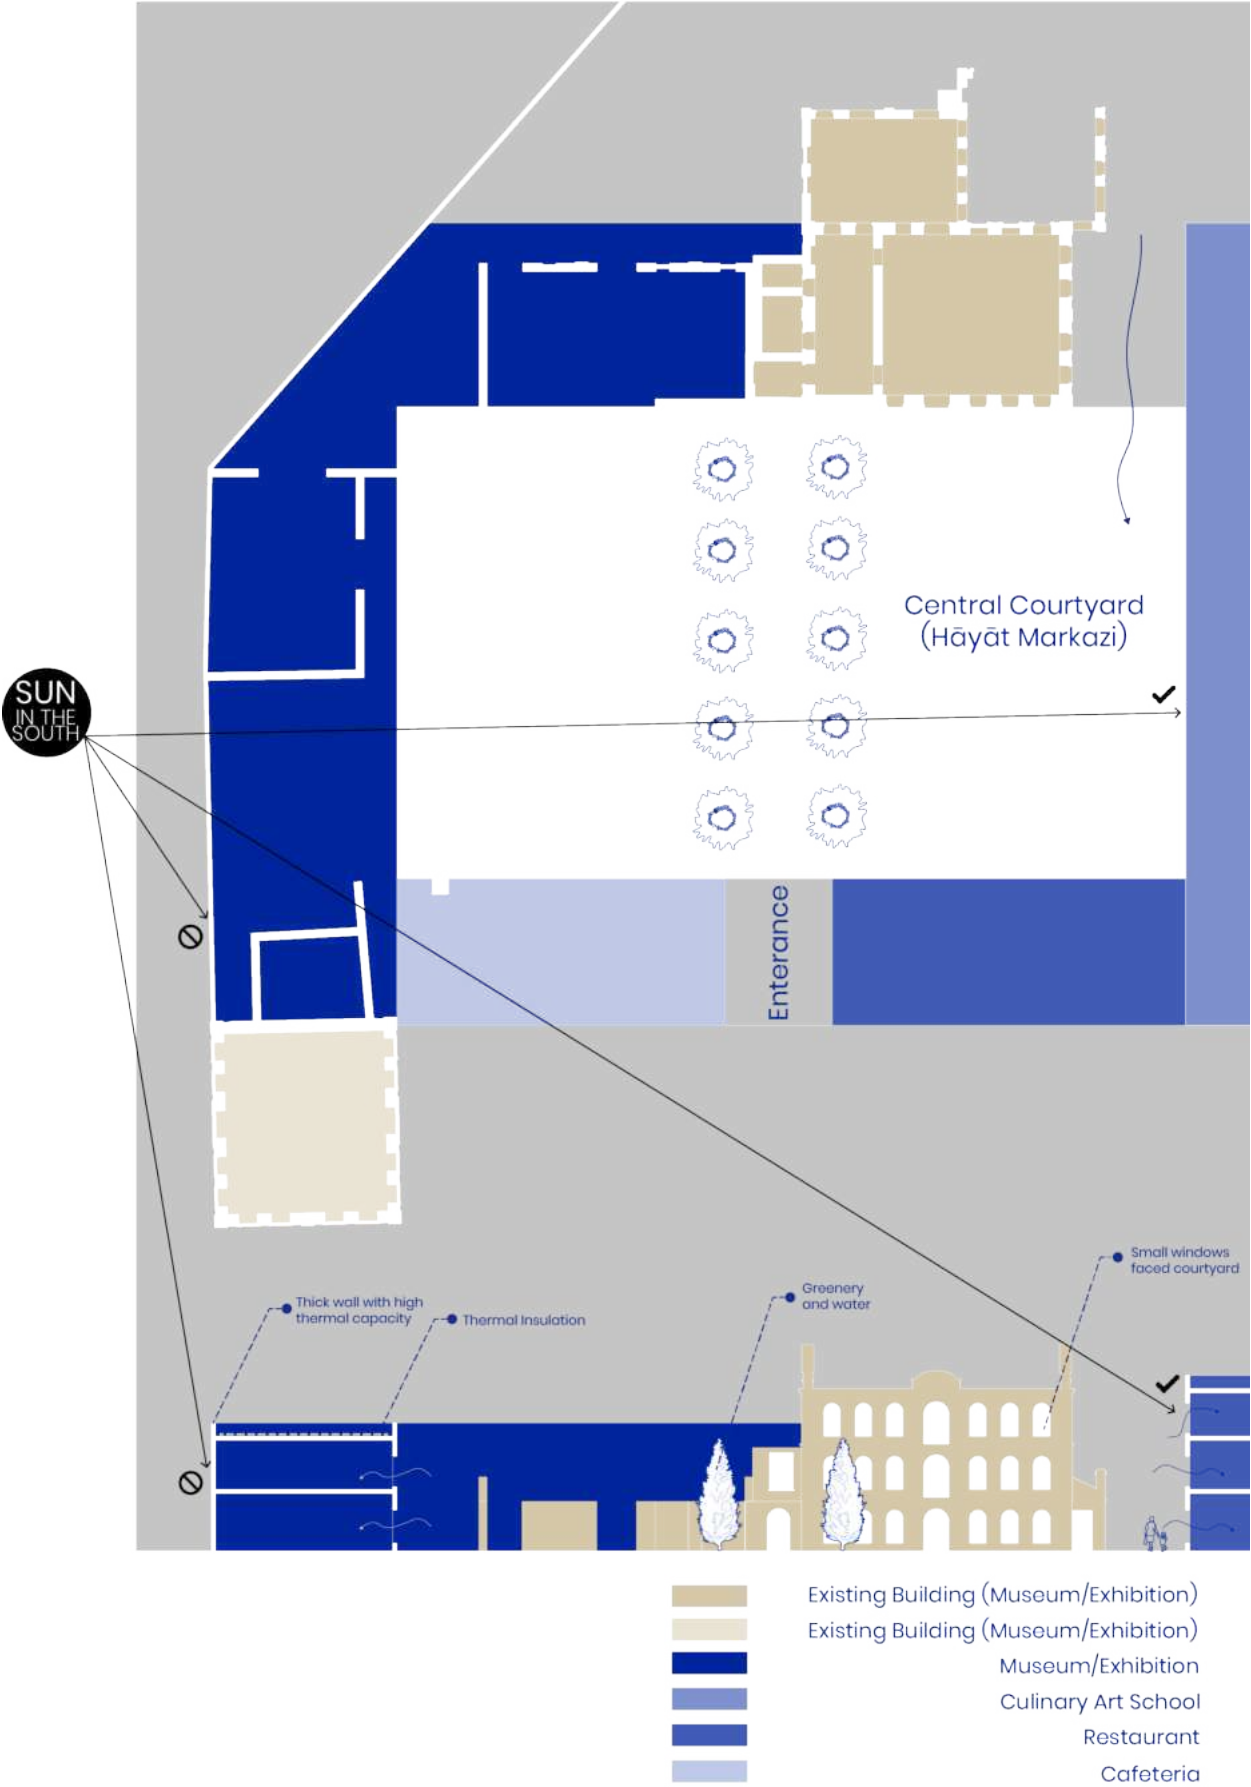 Central Courtyard
(Hāyāt Markazi)
SUN
IN THE
SOUTH
Enterance
Small windows
faced courtyard
Greenery
and water
Thick wall with high
thermal capacity
Thermal Insulation
Existing Building (Museum/Exhibition)
Existing Building (Museum/Exhibition)
Museum/Exhibition
Culinary Art School
Restaurant
Cafeteria